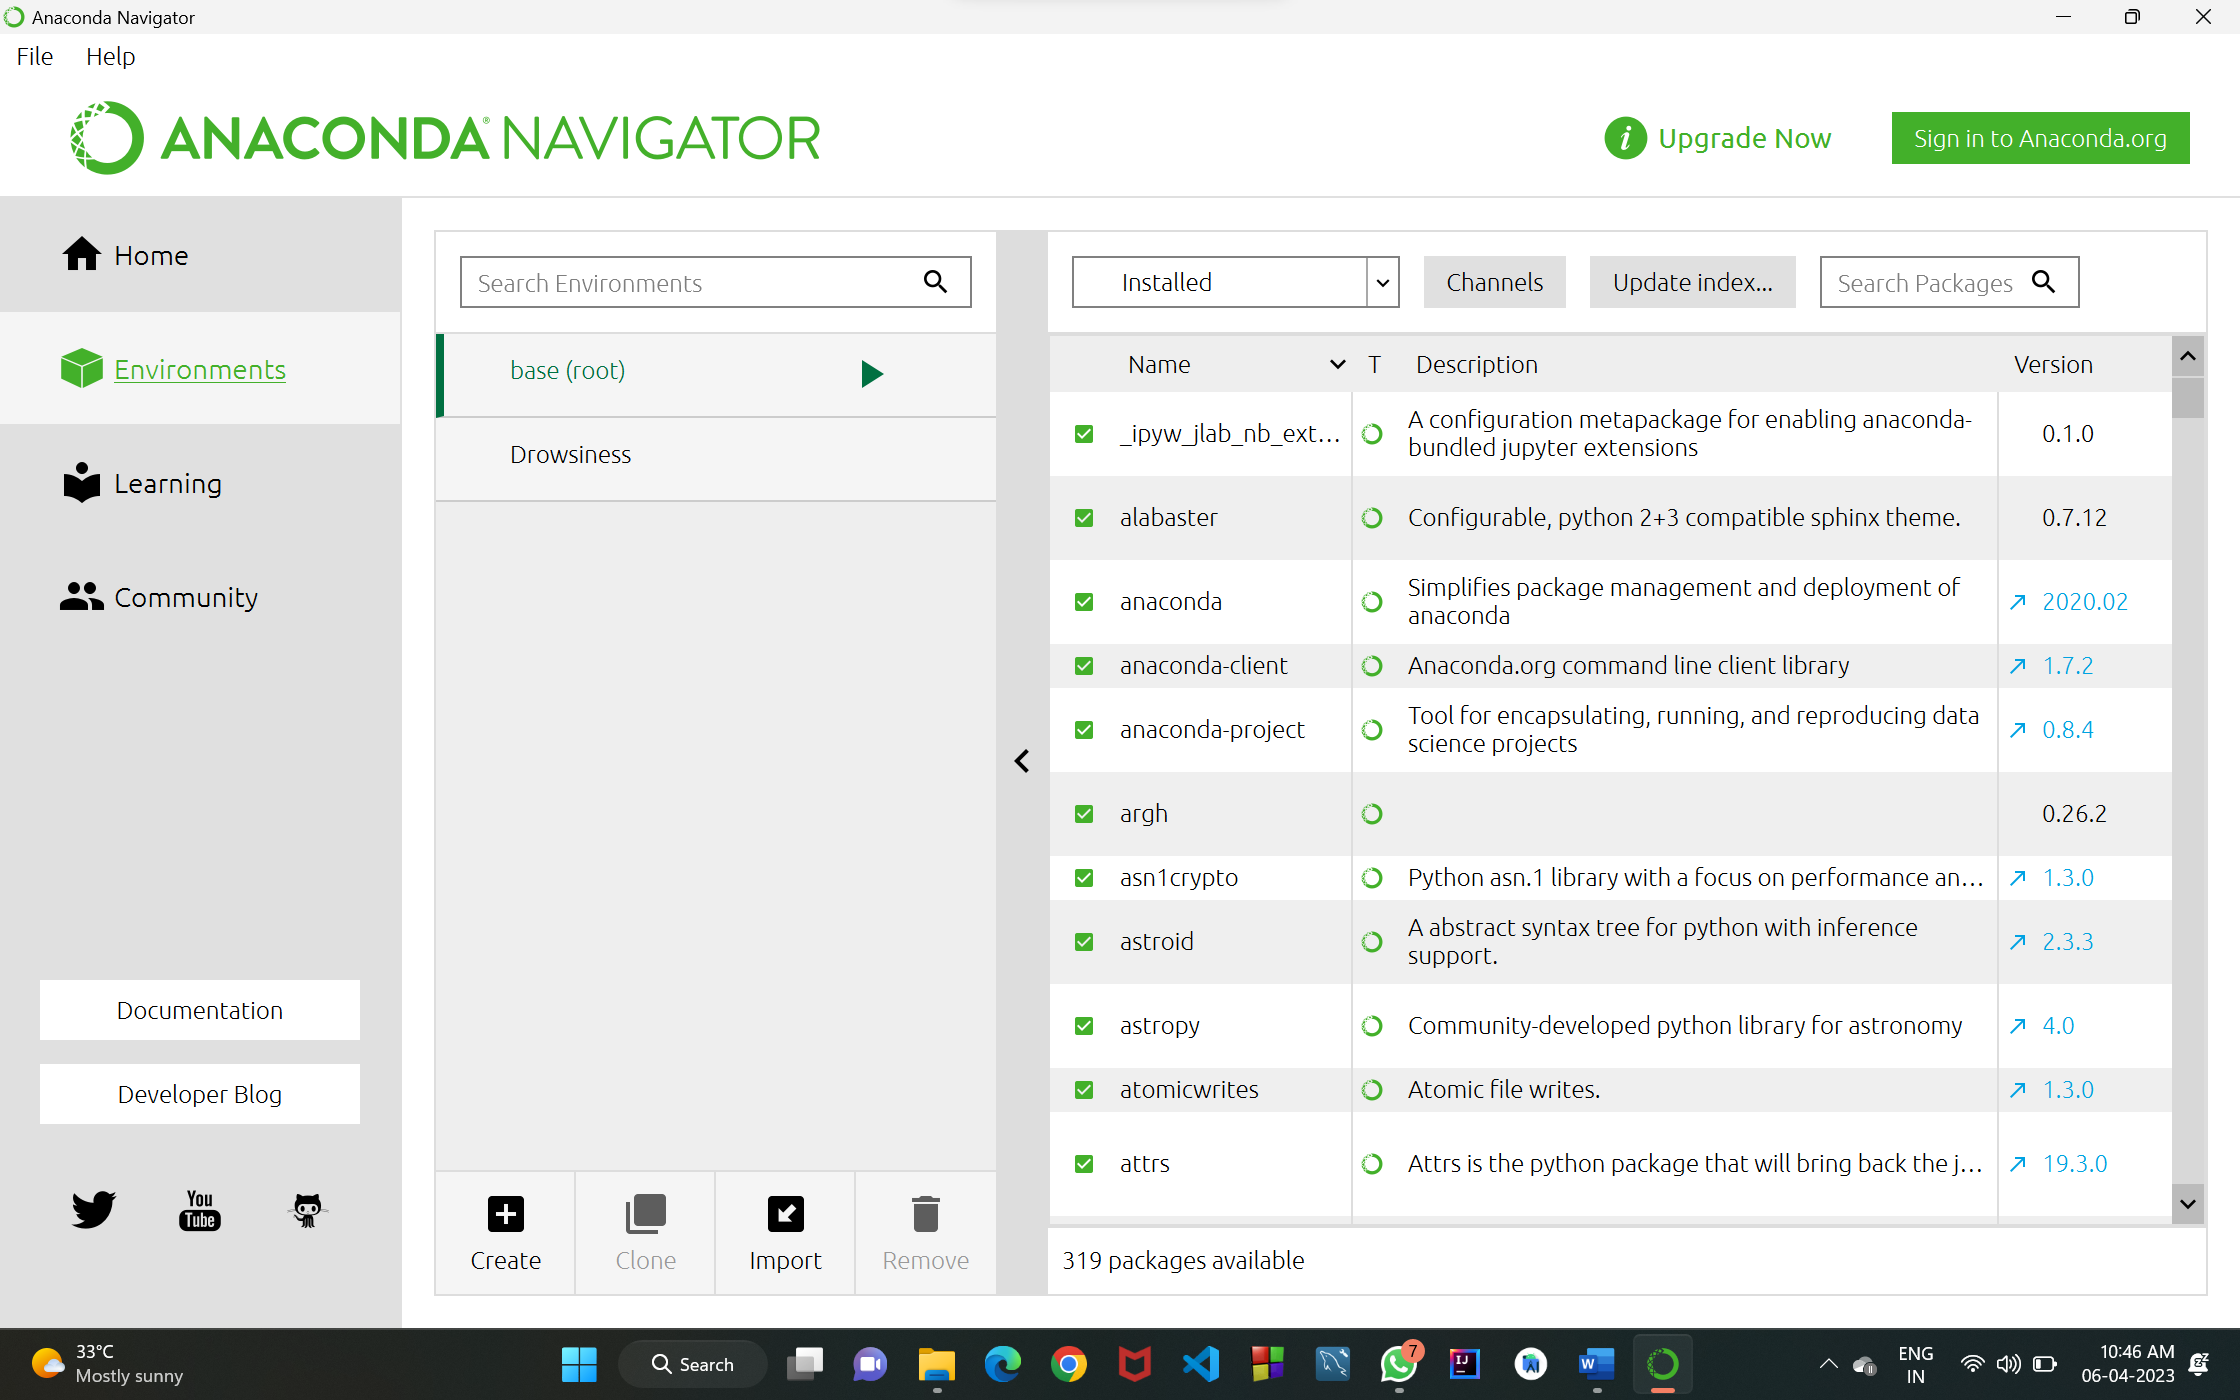 Anaconda Navigator
File Help
ANACONDA® NAVIGATOR
i Upgrade Now
Sign in to Anaconda.org
Home
Environments
Learning
Community
Documentation
Developer Blog
You
Tube
Search Environments
base (root)
Drowsiness
Create
Clone
Import
Remove
Installed
Channels
Update index...
Search Packages
Name T Description Version
_ipyw_jlab_nb_ext... A configuration metapackage for enabling anaconda-
bundled jupyter extensions 0.1.0
alabaster Configurable, python 2+3 compatible sphinx theme. 0.7.12
anaconda Simplifies package management and deployment of
anaconda 2020.02
anaconda-client Anaconda.org command line client library 1.7.2
anaconda-project Tool for encapsulating, running, and reproducing data
science projects 0.8.4
argh 0.26.2
asn1crypto Python asn.1 library with a focus on performance an... 1.3.0
astroid A abstract syntax tree for python with inference
support. 2.3.3
astropy Community-developed python library for astronomy 4.0
atomicwrites Atomic file writes. 1.3.0
attrs Attrs is the python package that will bring back the j... 19.3.0
319 packages available
33°C
Mostly sunny
Search
7
IJ
W
ENG
IN
10:46 AM
06-04-2023